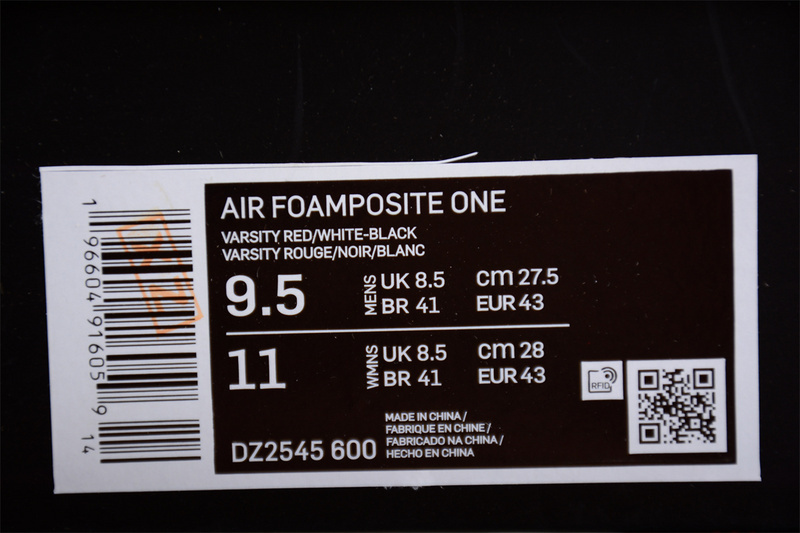 AIR FOAMPOSITE ONE
VARSITY RED/WHITE-BLACK
VARSITY ROUGE/NOIR/BLANC
9.5
MENS
UK 8.5
cm 27.5
BR 41
EUR 43
11
WMNS
UK 8.5
cm 28
BR 41
EUR 43
RFID
DZ2545 600
MADE IN CHINA /
FABRIQUE EN CHINE /
FABRICADO NA CHINA /
HECHO EN CHINA
1 96604 91605 9 14